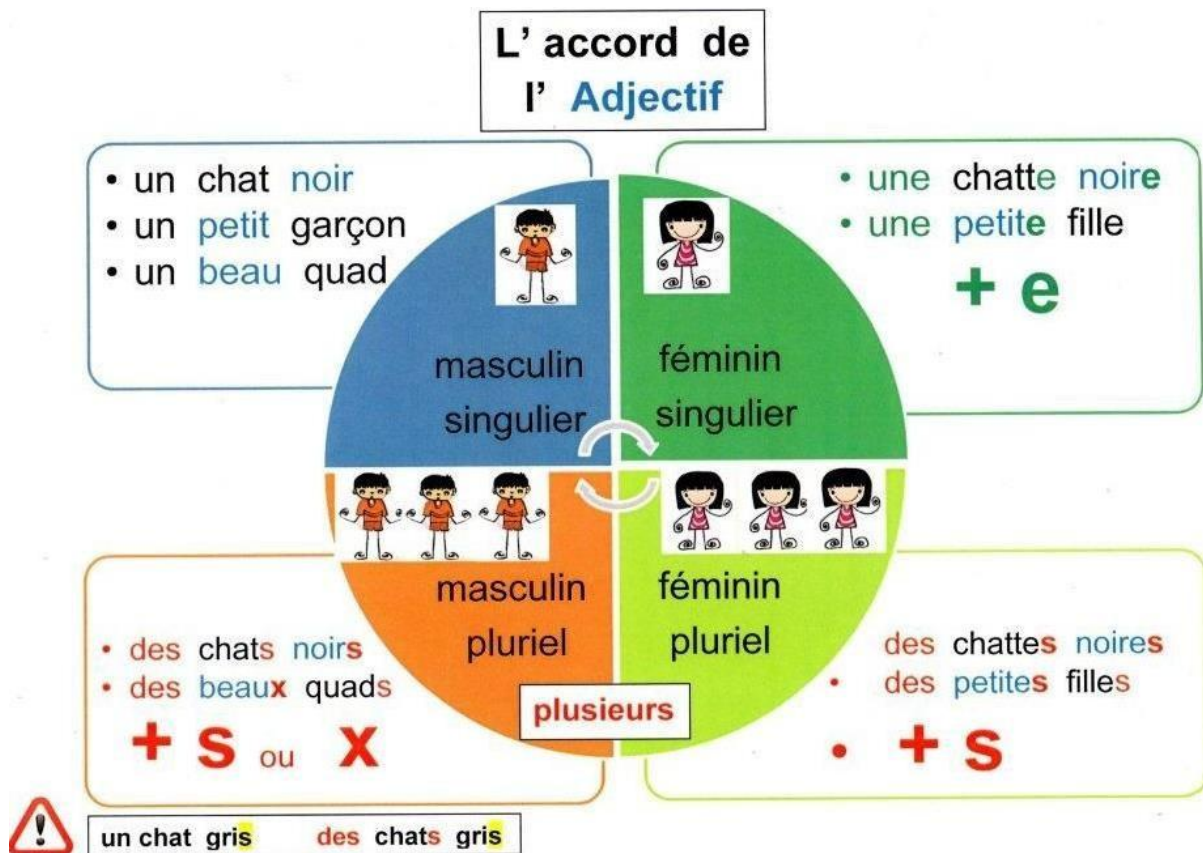 L' accord de
l' Adjectif
• un chat noir
• un petit garçon
• un beau quad
• une chatte noire
• une petite fille
+ e
masculin
singulier
féminin
singulier
masculin
pluriel
féminin
pluriel
• des chats noirs
• des beaux quads
+ s ou x
plusieurs
des chattes noires
• des petites filles
• + s
un chat gris des chats gris